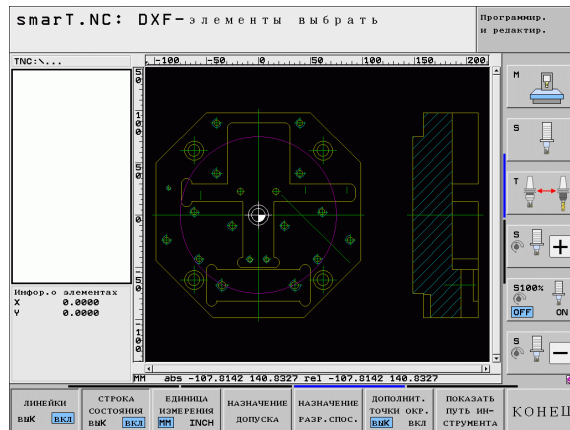 smarT.NC: DXF-элементы выбрать
Программир.
и редактир.
TNC:\...
-100 -50 0 50 100 150 200
M
S
T
S
S100%
OFF ON
S
Инфор.о элементах
X 0.0000
Y 0.0000
MM abs -107.8142 140.8327 rel -107.8142 140.8327
ЛИНЕЙКИ
ВЫК ВКЛ
СТРОКА
СОСТОЯНИЯ
ВЫК ВКЛ
ЕДИНИЦА
ИЗМЕРЕНИЯ
MM INCH
НАЗНАЧЕНИЕ
ДОПУСКА
НАЗНАЧЕНИЕ
РАЗР.СПОС.
ДОПОЛНИТ.
ТОЧКИ ОКР.
ВЫК ВКЛ
ПОКАЗАТЬ
ПУТЬ ИН-
СТРУМЕНТА
КОНЕЦ